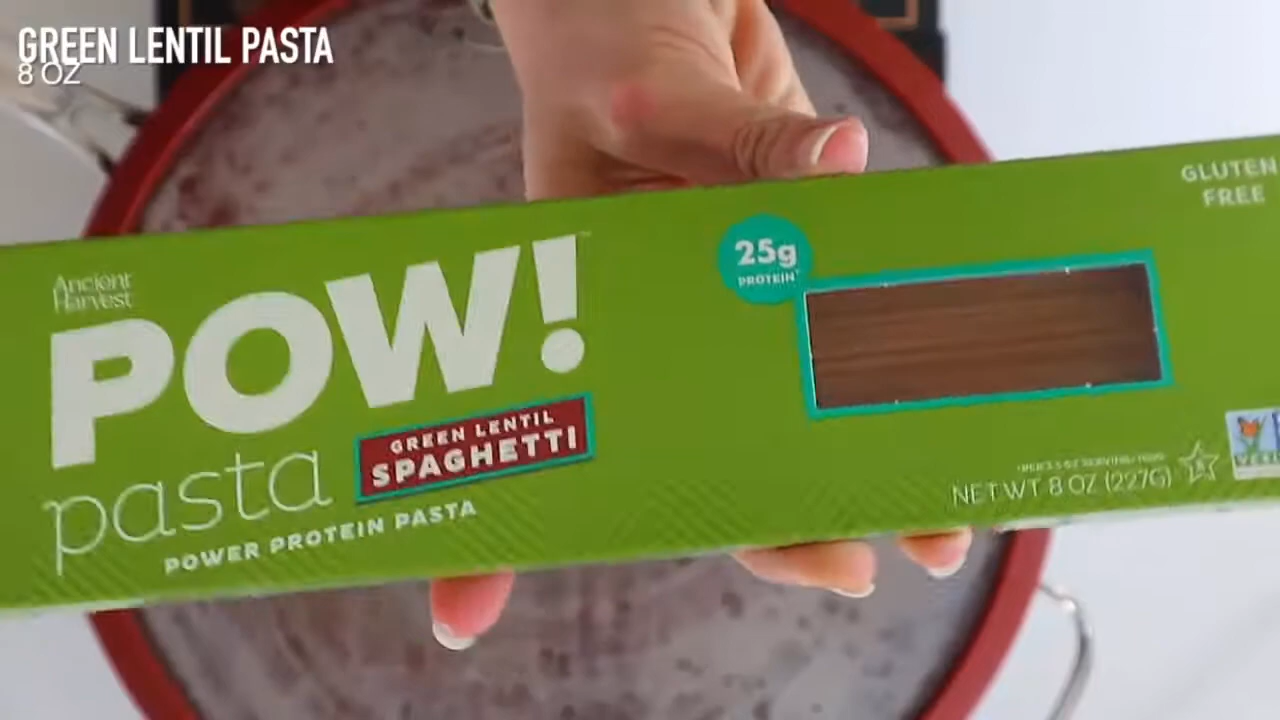 GREEN LENTIL PASTA
8 OZ
GLUTEN
FREE
Ancient
Harvest
POW!
25g
PROTEIN*
pasta
GREEN LENTIL
SPAGHETTI
POWER PROTEIN PASTA
NET WT 8 OZ (227G)